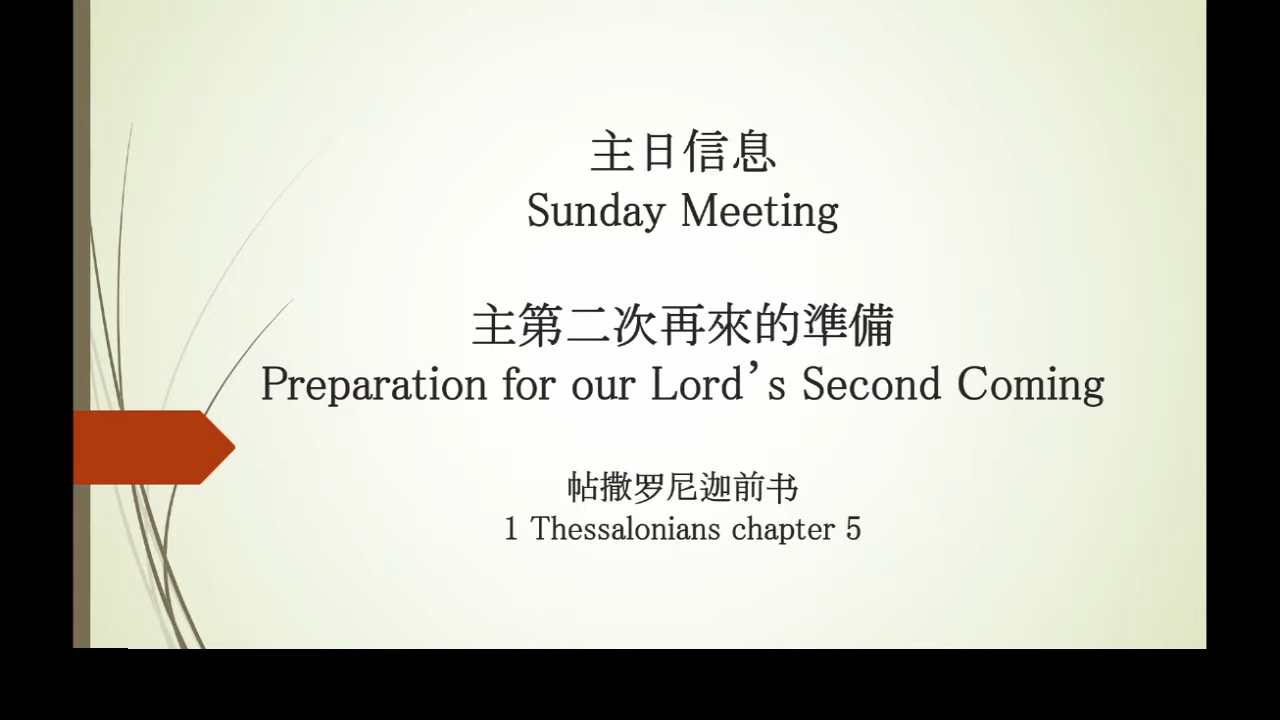 主日信息
Sunday Meeting
主第二次再來的準備
Preparation for our Lord’s Second Coming
帖撒罗尼迦前书
1 Thessalonians chapter 5